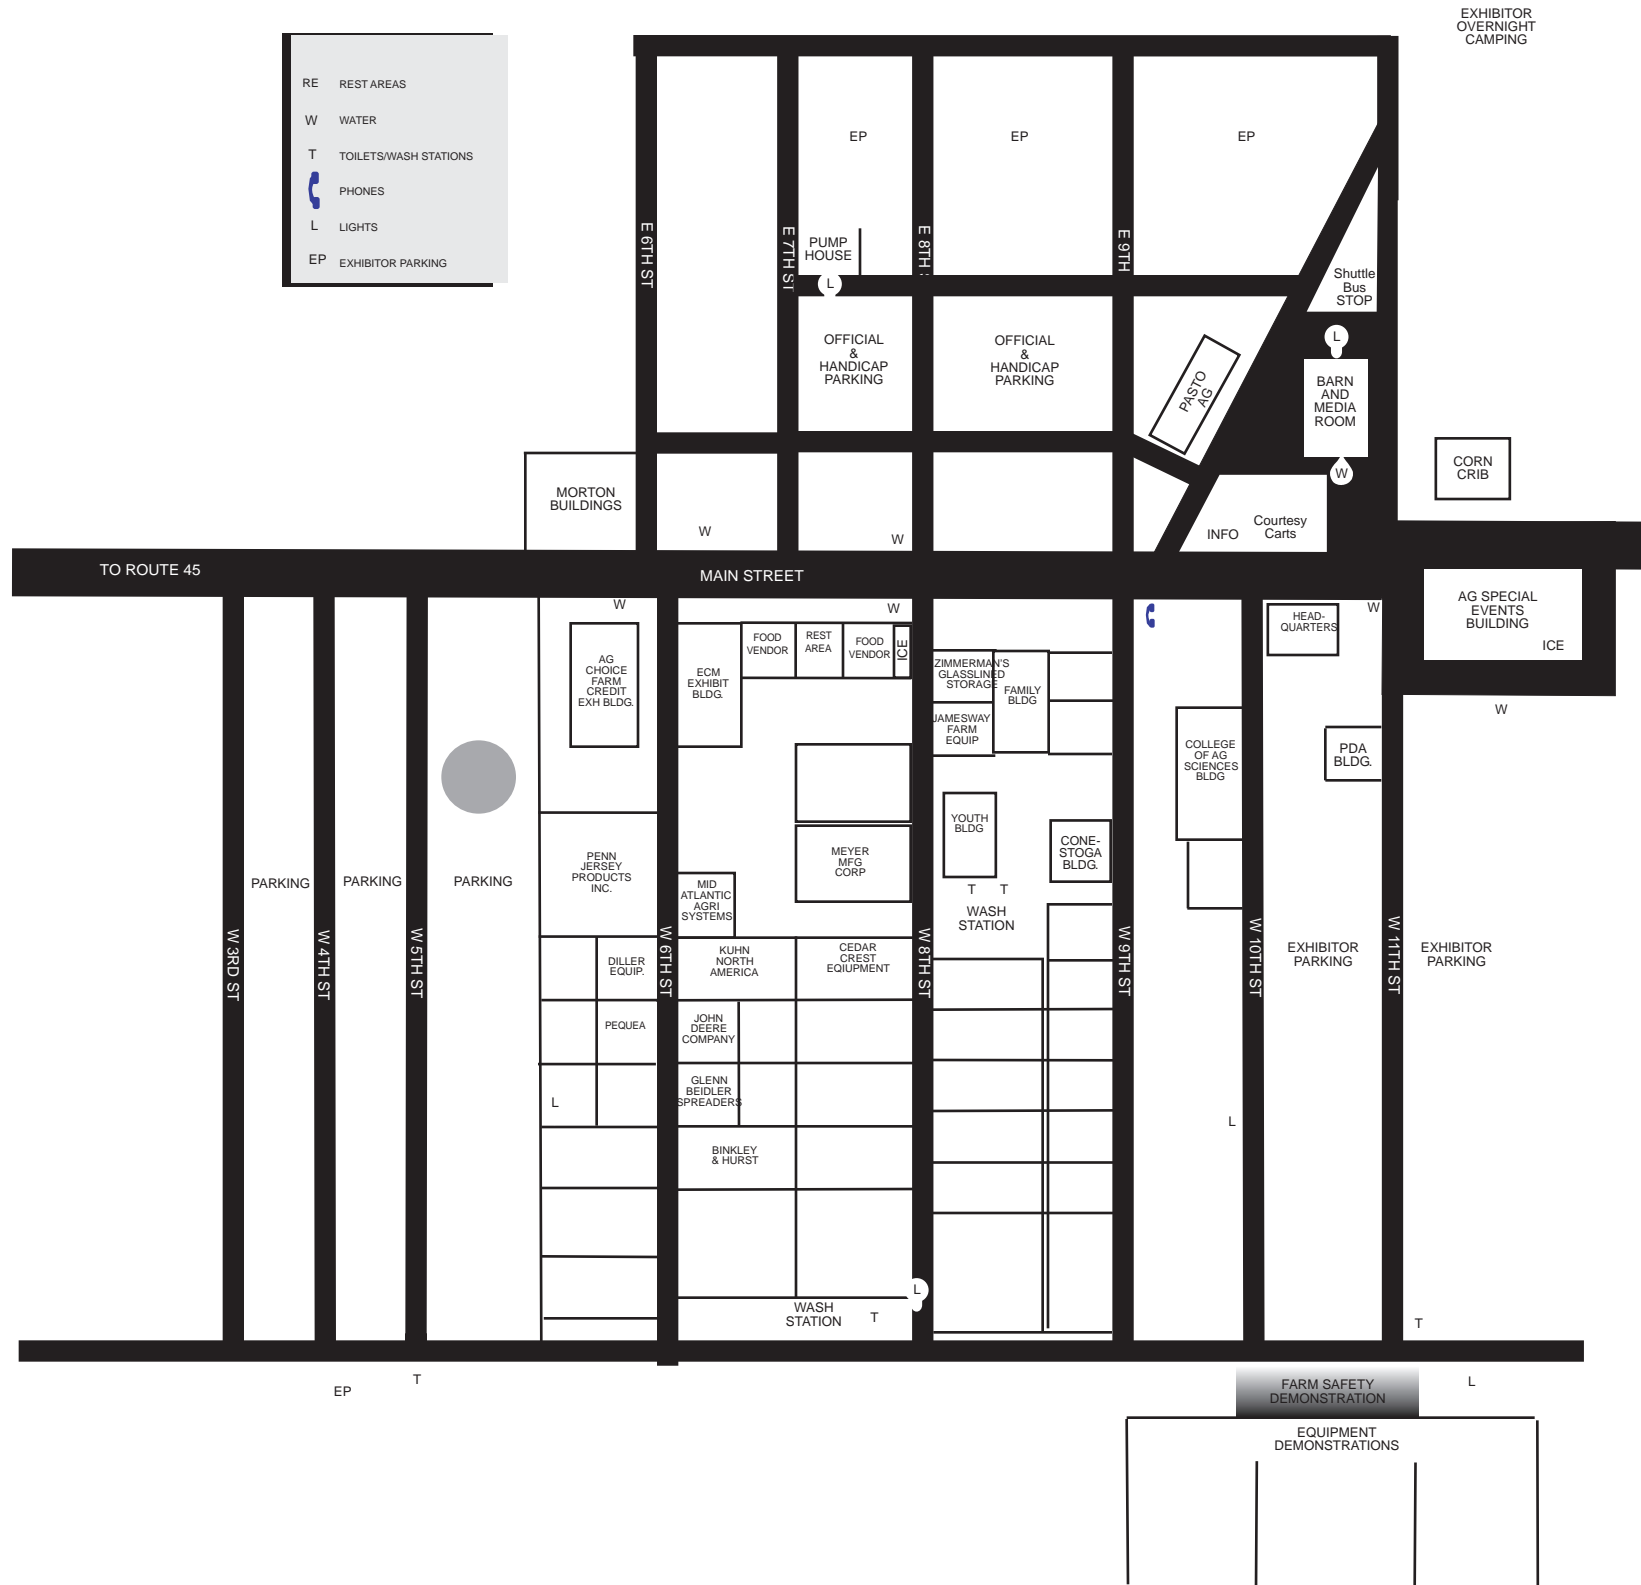 EXHIBITOR
OVERNIGHT
CAMPING
RE REST AREAS
W WATER
T TOILETS/WASH STATIONS
PHONES
L LIGHTS
EP EXHIBITOR PARKING
EP
EP
EP
E 6TH ST
E 7TH ST
E 8TH S
E 9TH
PUMP
HOUSE
L
Shuttle
Bus
STOP
OFFICIAL
&
HANDICAP
PARKING
OFFICIAL
&
HANDICAP
PARKING
PASTO
AG
L
BARN
AND
MEDIA
ROOM
W
CORN
CRIB
MORTON
BUILDINGS
W
W
INFO
Courtesy
Carts
TO ROUTE 45
MAIN STREET
W
W
W
AG SPECIAL
EVENTS
BUILDING
ICE
W
HEAD-
QUARTERS
AG
CHOICE
FARM
CREDIT
EXH BLDG.
ECM
EXHIBIT
BLDG.
FOOD
VENDOR
REST
AREA
FOOD
VENDOR
ICE
ZIMMERMAN'S
GLASSLINED
STORAGE
FAMILY
BLDG
JAMESWAY
FARM
EQUIP
COLLEGE
OF AG
SCIENCES
BLDG
PDA
BLDG.
YOUTH
BLDG
CONE-
STOGA
BLDG.
MEYER
MFG
CORP
PENN
JERSEY
PRODUCTS
INC.
MID
ATLANTIC
AGRI
SYSTEMS
PARKING
PARKING
PARKING
T T
WASH
STATION
W 3RD ST
W 4TH ST
W 5TH ST
W 6TH ST
W 8TH ST
W 9TH ST
W 10TH ST
W 11TH ST
DILLER
EQUIP.
KUHN
NORTH
AMERICA
CEDAR
CREST
EQIUPMENT
EXHIBITOR
PARKING
EXHIBITOR
PARKING
PEQUEA
JOHN
DEERE
COMPANY
L
GLENN
BEIDLER
SPREADERS
L
BINKLEY
& HURST
L
WASH
STATION
T
T
EP
T
FARM SAFETY
DEMONSTRATION
L
EQUIPMENT
DEMONSTRATIONS